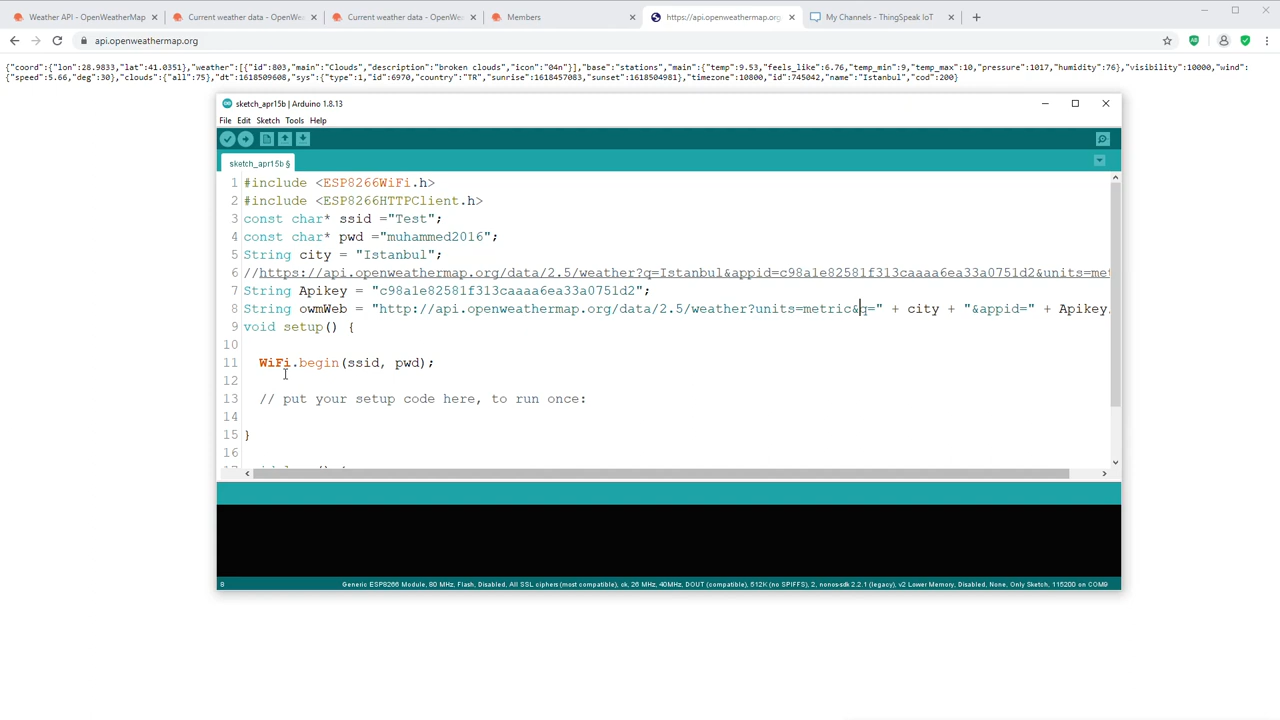 Weather API - OpenWeatherMap
Current weather data - OpenWe
Current weather data - OpenWe
Members
https://api.openweathermap.org/
My Channels - ThingSpeak IoT
api.openweathermap.org
{"coord":{"lon":28.9833,"lat":41.0351},"weather":[{"id":803,"main":"Clouds","description":"broken clouds","icon":"04n"}],"base":"stations","main":{"temp":9.53,"feels_like":6.76,"temp_min":9,"temp_max":10,"pressure":1017,"humidity":76},"visibility":10000,"wind":
{"speed":5.66,"deg":30},"clouds":{"all":75},"dt":1618509608,"sys":{"type":1,"id":6970,"country":"TR","sunrise":1618457083,"sunset":1618504981},"timezone":10800,"id":745042,"name":"Istanbul","cod":200}
sketch_apr15b | Arduino 1.8.13
File Edit Sketch Tools Help
sketch_apr15b §
1 #include <ESP8266WiFi.h>
2 #include <ESP8266HTTPClient.h>
3 const char* ssid ="Test";
4 const char* pwd ="muhammed2016";
5 String city = "Istanbul";
6 //https://api.openweathermap.org/data/2.5/weather?q=Istanbul&appid=c98a1e82581f313caaaa6ea33a0751d2&units=met
7 String Apikey = "c98a1e82581f313caaaa6ea33a0751d2";
8 String owmWeb = "http://api.openweathermap.org/data/2.5/weather?units=metric&q=" + city + "&appid=" + Apikey
9 void setup() {
10
11 WiFi.begin(ssid, pwd);
12
13 // put your setup code here, to run once:
14
15 }
16
8 Generic ESP8266 Module, 80 MHz, Flash, Disabled, All SSL ciphers (most compatible), ck, 26 MHz, 40MHz, DOUT (compatible), 512K (no SPIFFS), 2, nonos-sdk 2.2.1 (legacy), v2 Lower Memory, Disabled, None, Only Sketch, 115200 on COM9